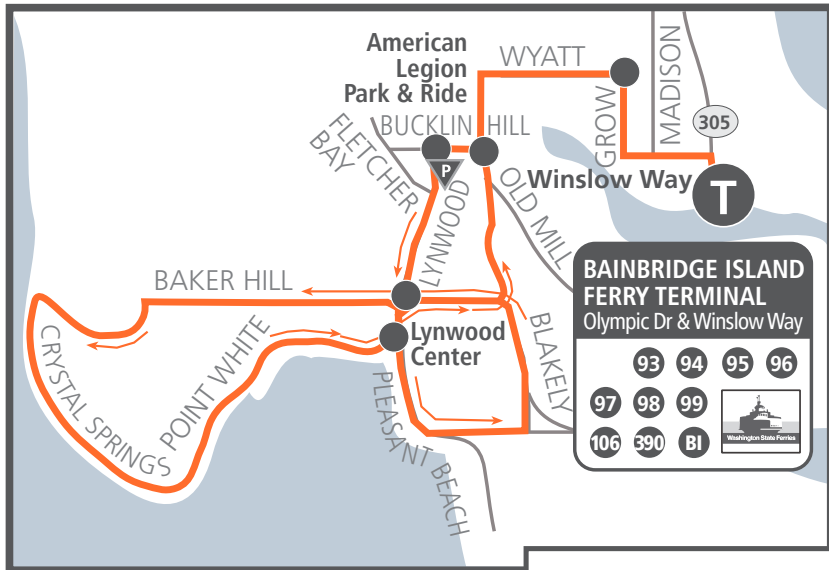 American
Legion
Park & Ride
WYATT
MADISON
305
GROW
BUCKLIN HILL
FLETCHER
BAY
P
LYNWOOD
OLD MILL
Winslow Way
T
BAKER HILL
Lynwood
Center
BLAKELY
CRYSTAL SPRINGS
POINT WHITE
PLEASANT BEACH
BAINBRIDGE ISLAND
FERRY TERMINAL
Olympic Dr & Winslow Way
93 94 95 96
97 98 99
106 390 BI
Washington State Ferries